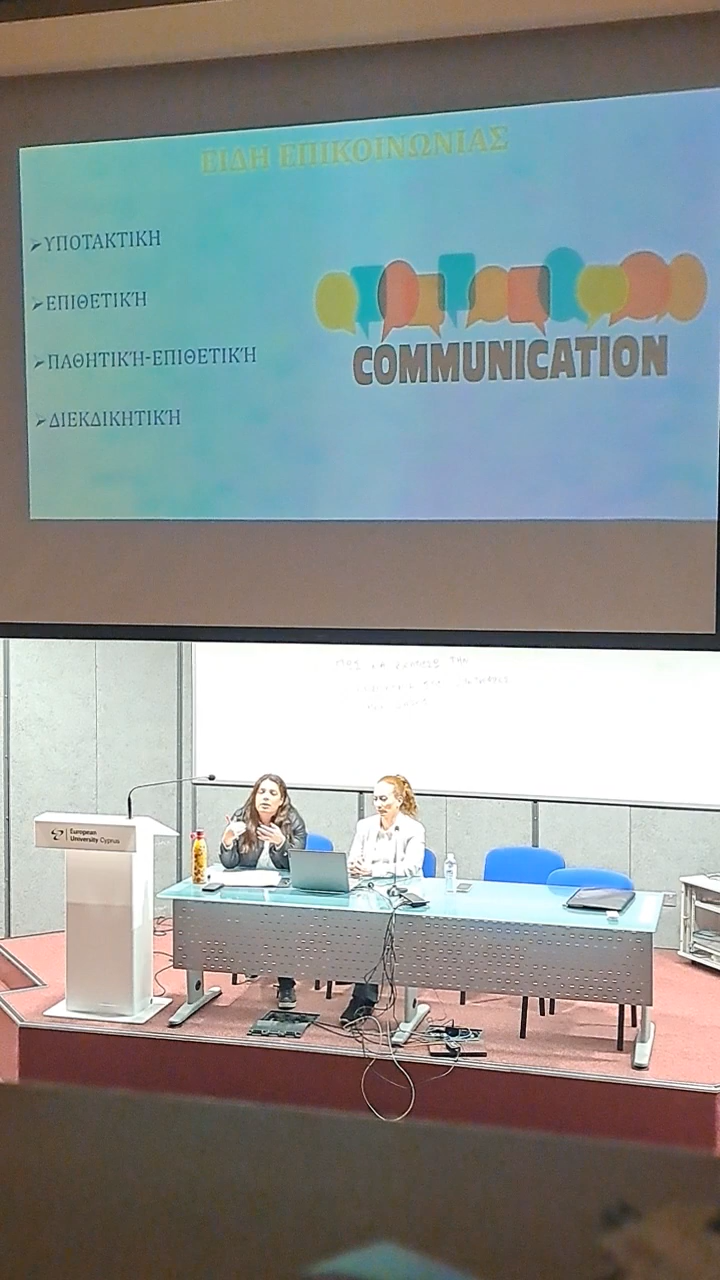 ΕΙΔΗ ΕΠΙΚΟΙΝΩΝΙΑΣ
➢ΥΠΟΤΑΚΤΙΚΗ
➢ΕΠΙΘΕΤΙΚΉ
➢ΠΑΘΗΤΙΚΉ-ΕΠΙΘΕΤΙΚΉ
➢ΔΙΕΚΔΙΚΗΤΙΚΉ
COMMUNICATION
European
University Cyprus